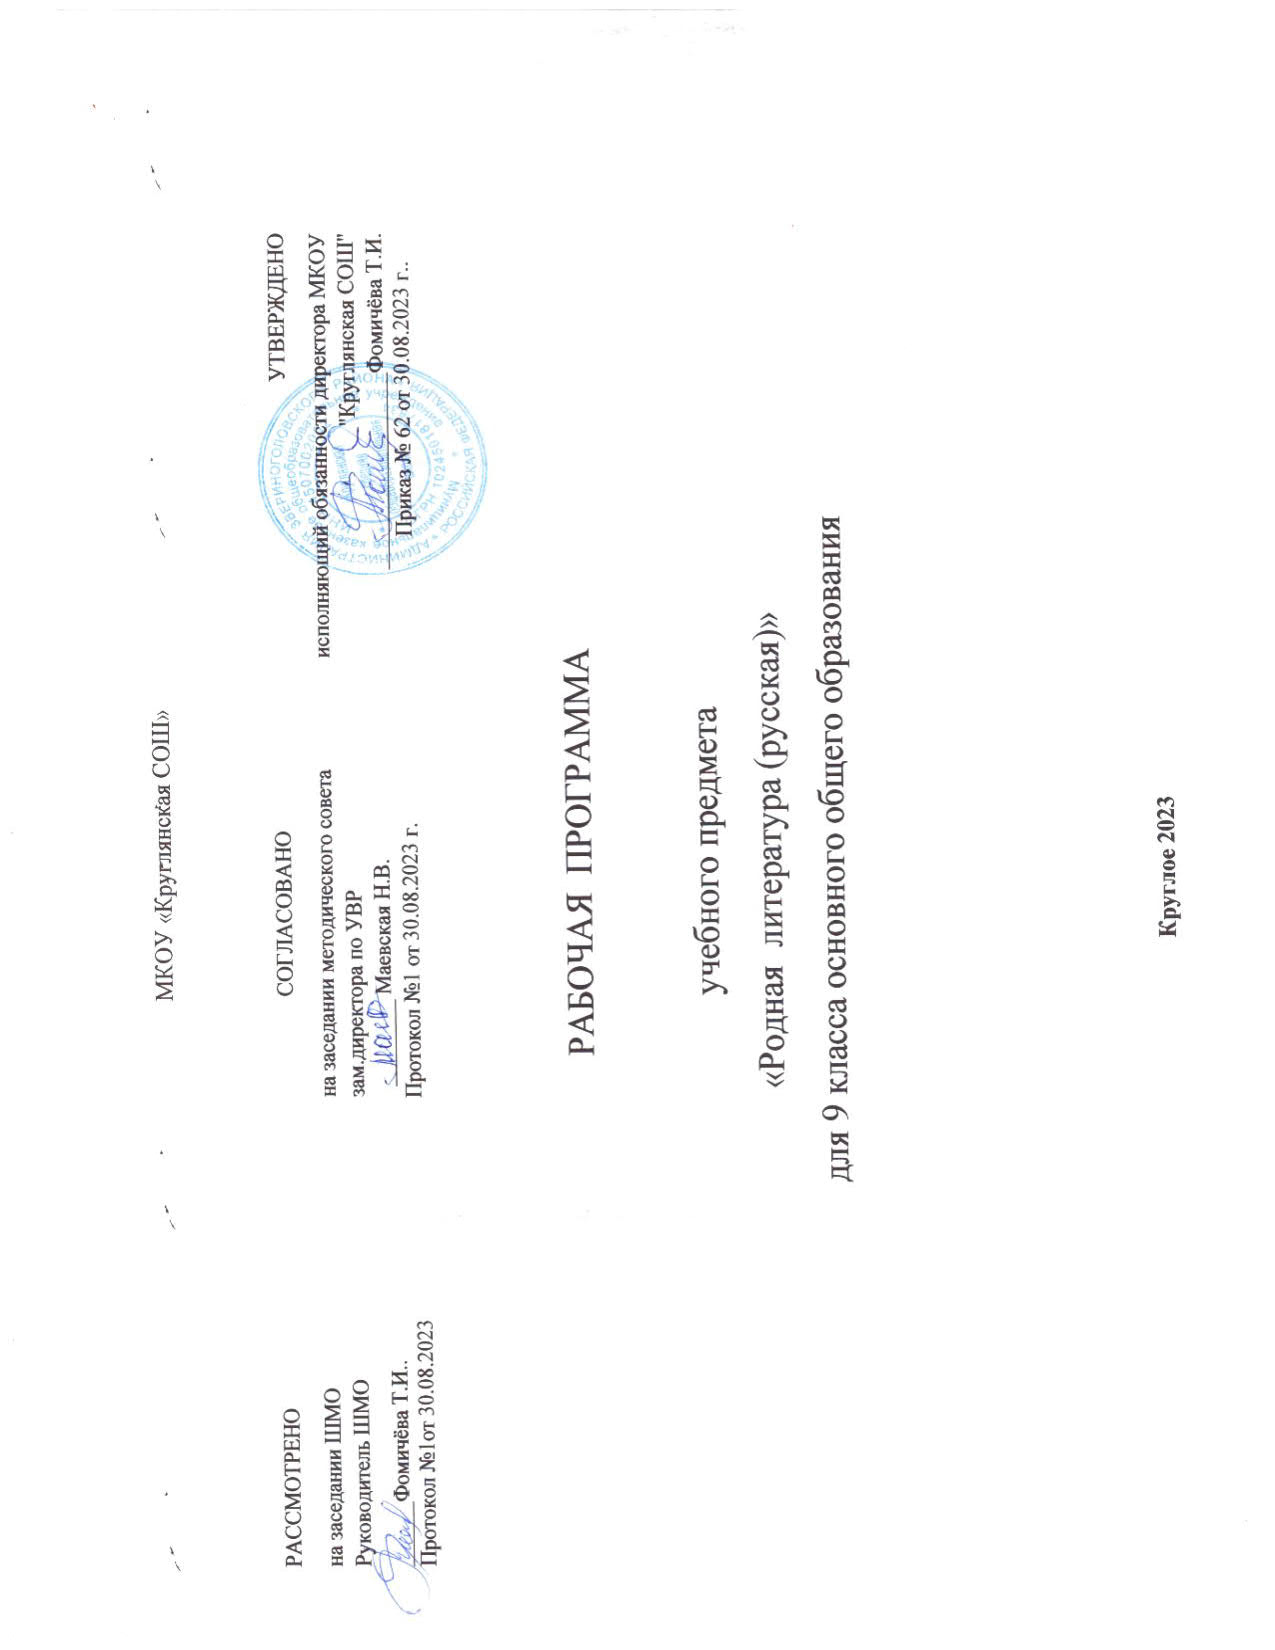 МКОУ «Круглянская СОШ»
РАССМОТРЕНО
на заседании ШМО
Руководитель ШМО
Фомичёва Т.И..
Протокол №1от 30.08.2023
СОГЛАСОВАНО
на заседании методического совета
зам.директора по УВР
Маевская Н.В.
Протокол №1 от 30.08.2023 г.
УТВЕРЖДЕНО
исполняющий обязанности директора МКОУ
"Круглянская СОШ"
Фомичёва Т.И.
Приказ № 62 от 30.08.2023 г..
РАБОЧАЯ ПРОГРАММА
учебного предмета
«Родная литература (русская)»
для 9 класса основного общего образования
Круглое 2023